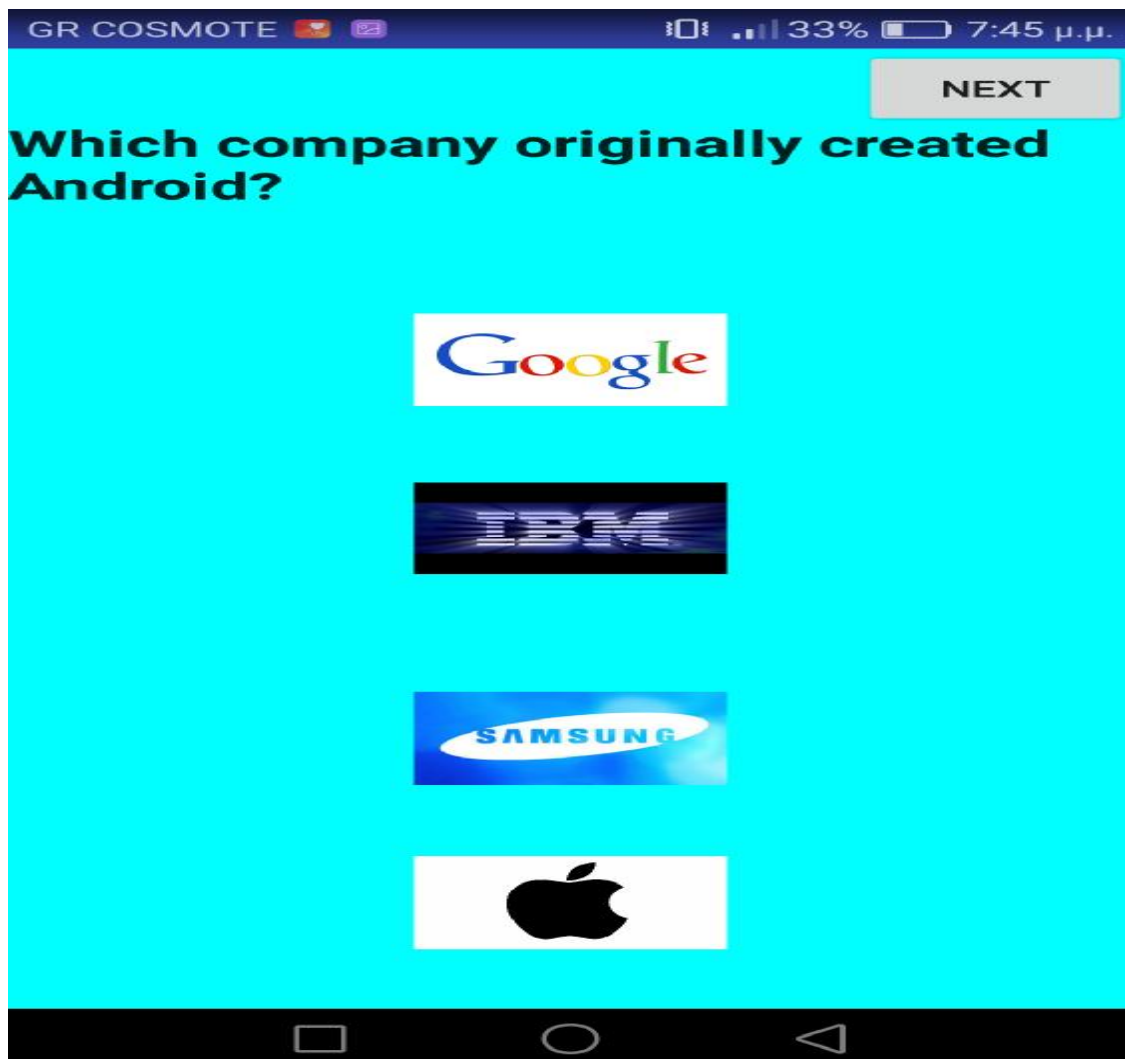 GR COSMOTE 33% 7:45 μ.μ.
NEXT
Which company originally created
Android?
Google
IBM
SAMSUNG